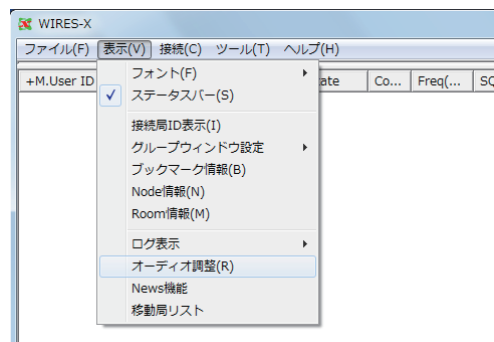 WIRES-X
ファイル(F) 表示(V) 接続(C) ツール(T) ヘルプ(H)
+M.User ID ate Co... Freq(... SQ
フォント(F)
ステータスバー(S)
接続局ID表示(I)
グループウィンドウ設定
ブックマーク情報(B)
Node情報(N)
Room情報(M)
ログ表示
オーディオ調整(R)
News機能
移動局リスト